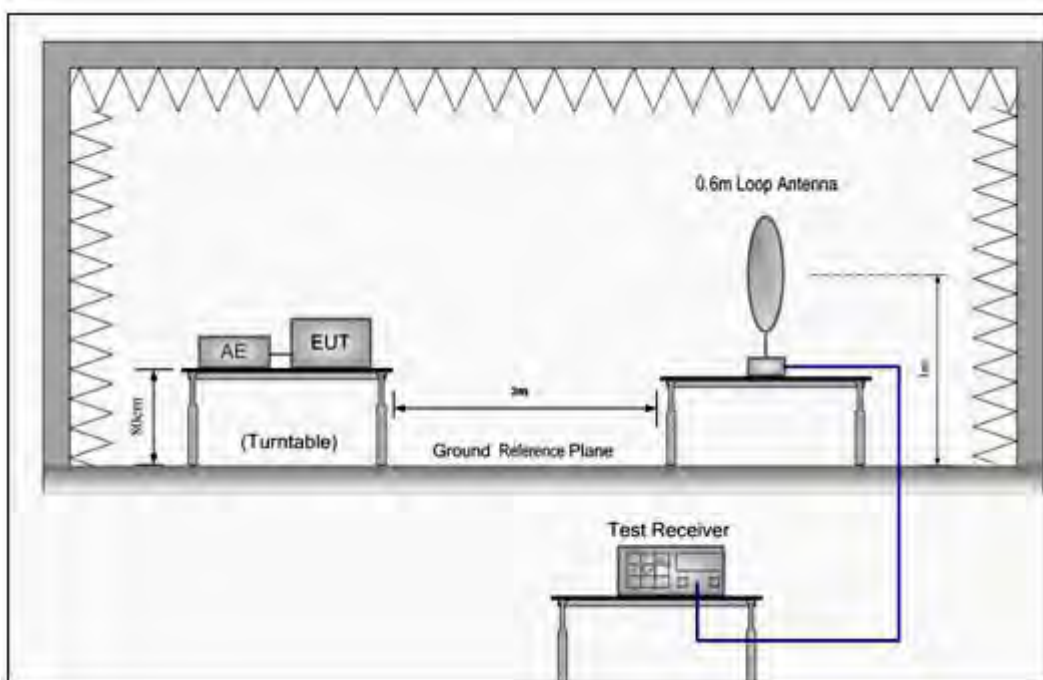 0.6m Loop Antenna
AE
EUT
80cm
3m
1m
(Turntable)
Ground Reference Plane
Test Receiver